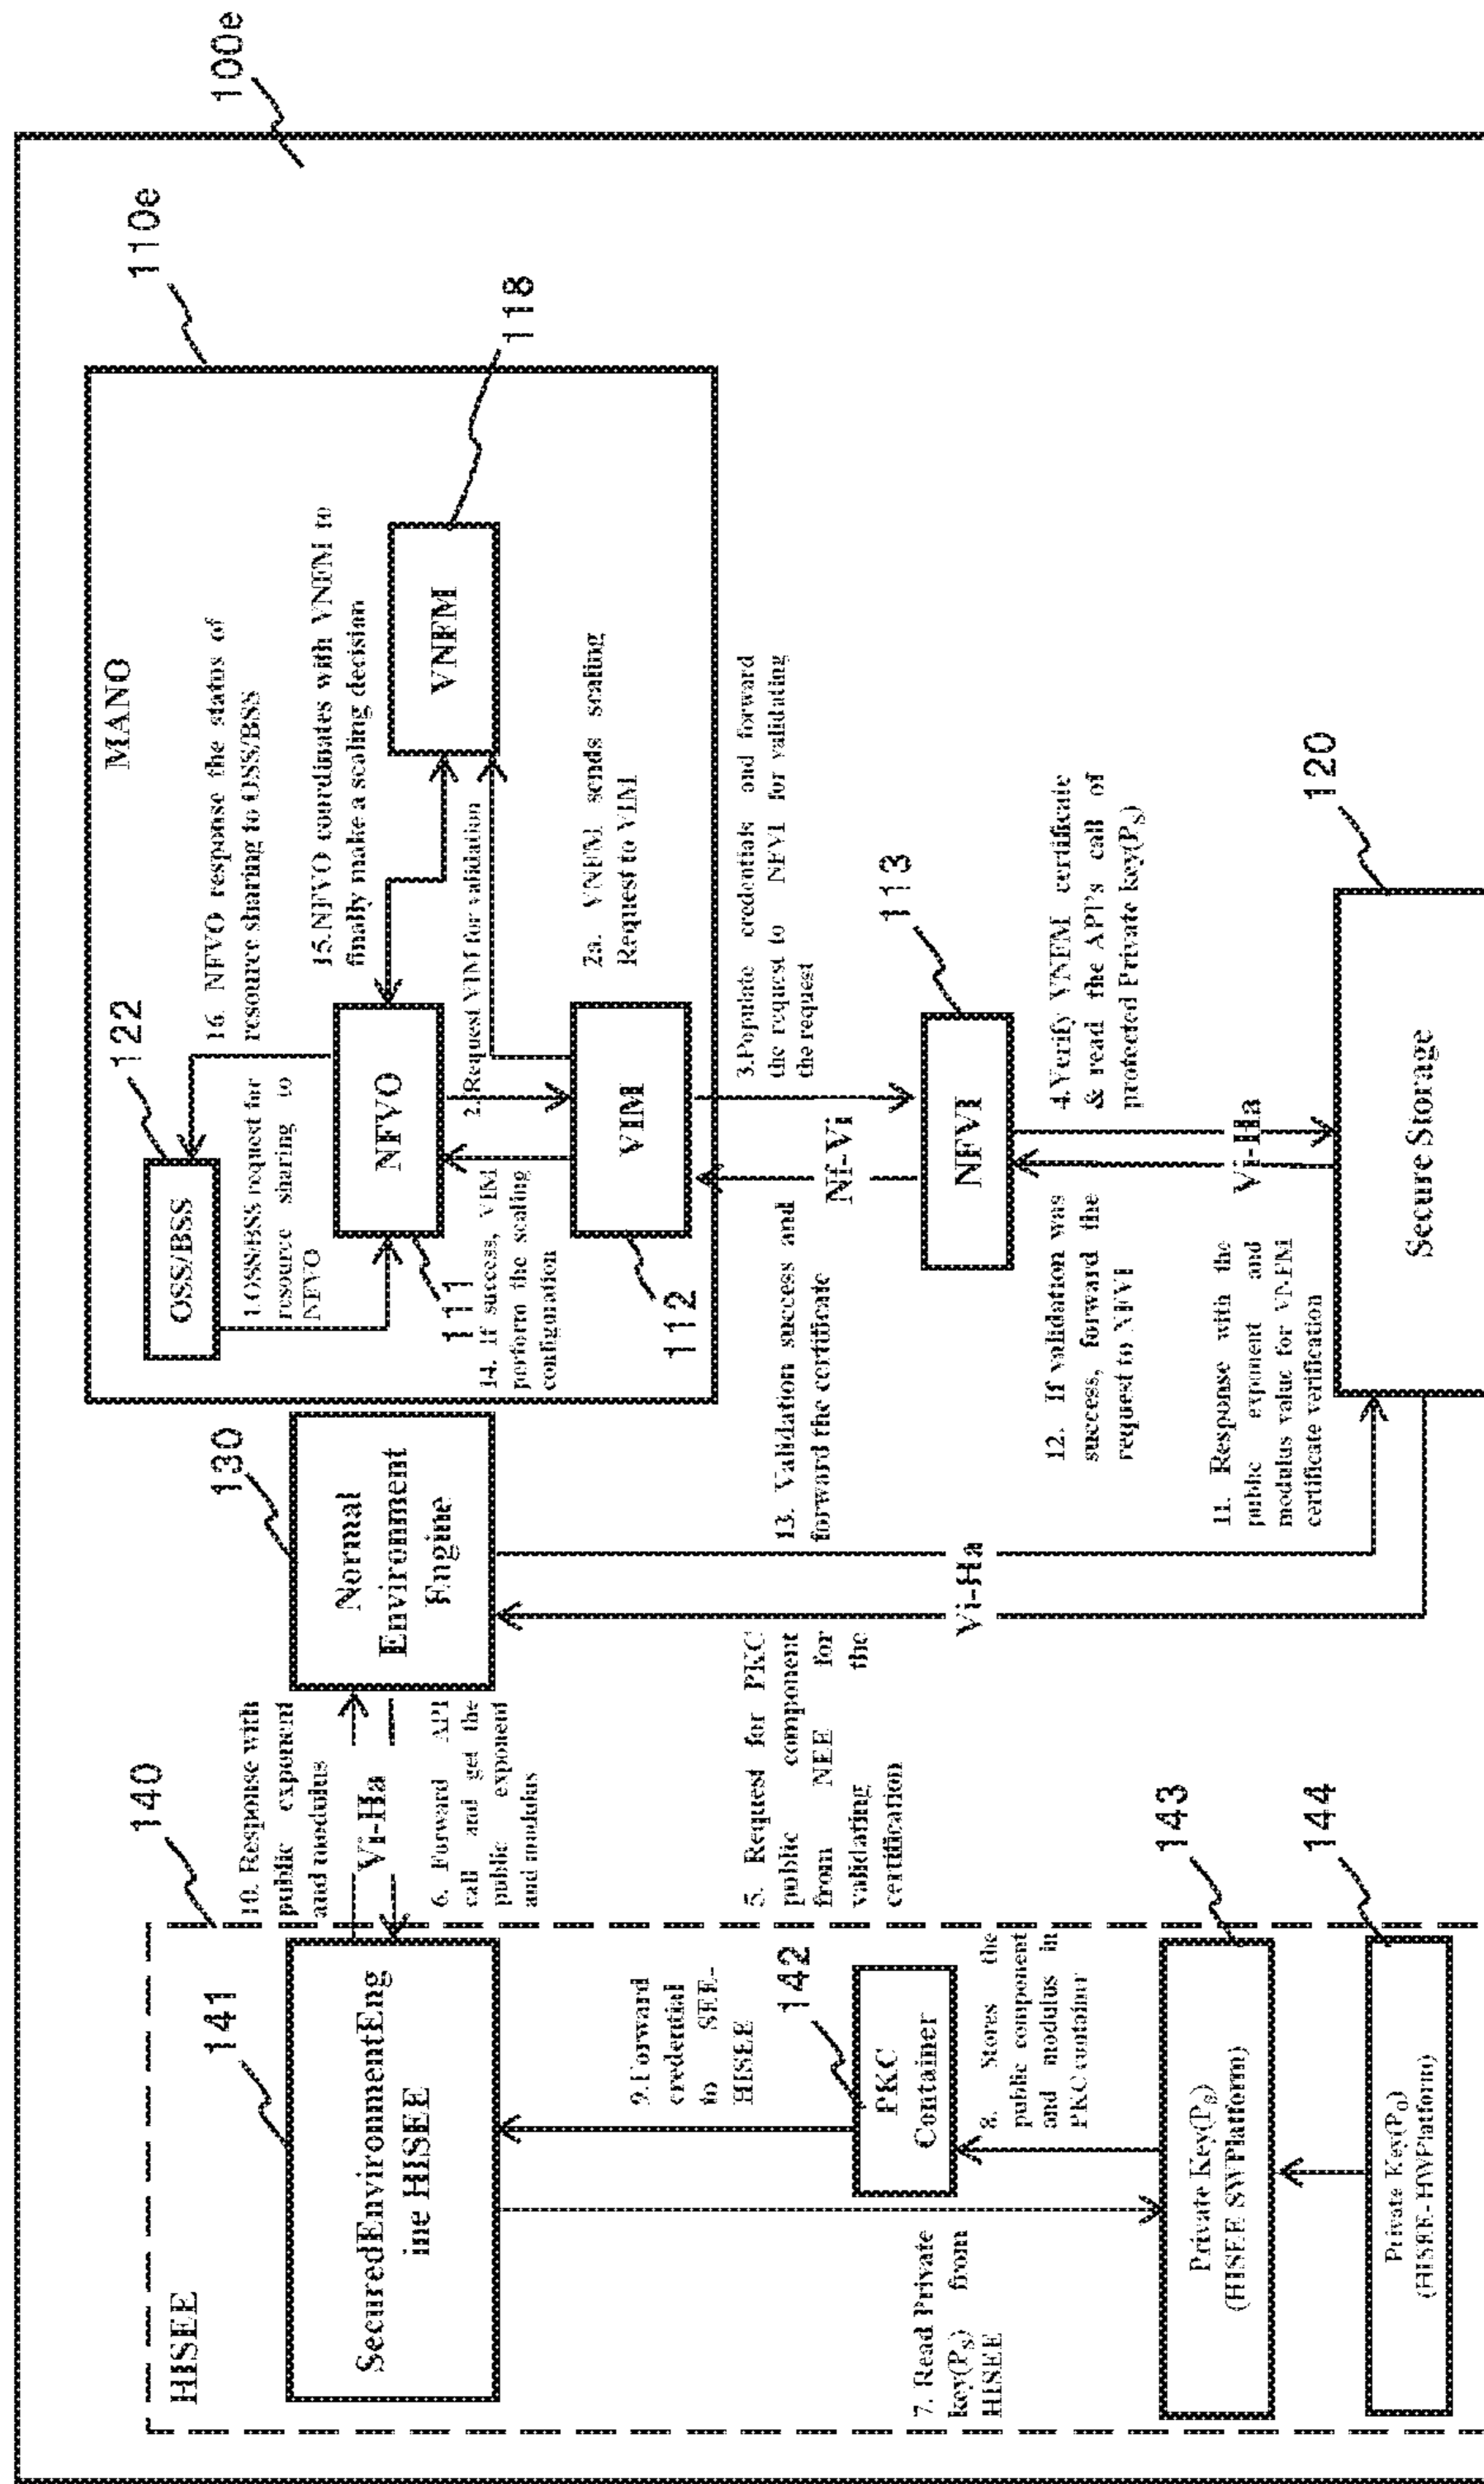 100e
110e
MANO
122
OSS/BSS
16. NFVO response the status of
resource sharing to OSS/BSS
1.OSS/BSS request for
resource sharing to
NFVO
NFVO
111
15.NFVO coordinates with VNFM to
finally make a scaling decision
VNFM
118
2. Request VIM for validation
2a. VNFM sends scaling
Request to VIM
14. If success, VIM
perform the scaling
configuration
VIM
112
3.Populate credentials and forward
the request to NFVI for validating
the request
Nf-Vi
13. Validation success and
forward the certificate
NFVI
113
4.Verify VNFM certificate
& read the API's call of
protected Private key(PS)
Vi-Ha
12. If validation was
success, forward the
request to NFVI
11. Response with the
public exponent and
modulus value for VNFM
certificate verification
120
Secure Storage
130
Normal
Environment
Engine
Vi-Ha
5. Request for PKC
public component
from NEE for
validating the
certification
10. Response with
public exponent
and modulus
Vi-Ha
6. Forward API
call and get the
public exponent
and modulus
140
HISEE
141
SecuredEnvironmentEng
ine HISEE
9.Forward
credential
to SEE-
HISEE
142
PKC
Container
8. Stores the
public component
and modulus in
PKC container
7. Read Private
key(PS) from
HISEE
143
Private Key(PS)
(HISEE SWPlatform)
144
Private Key(P0)
(HISEE-HWPlatform)